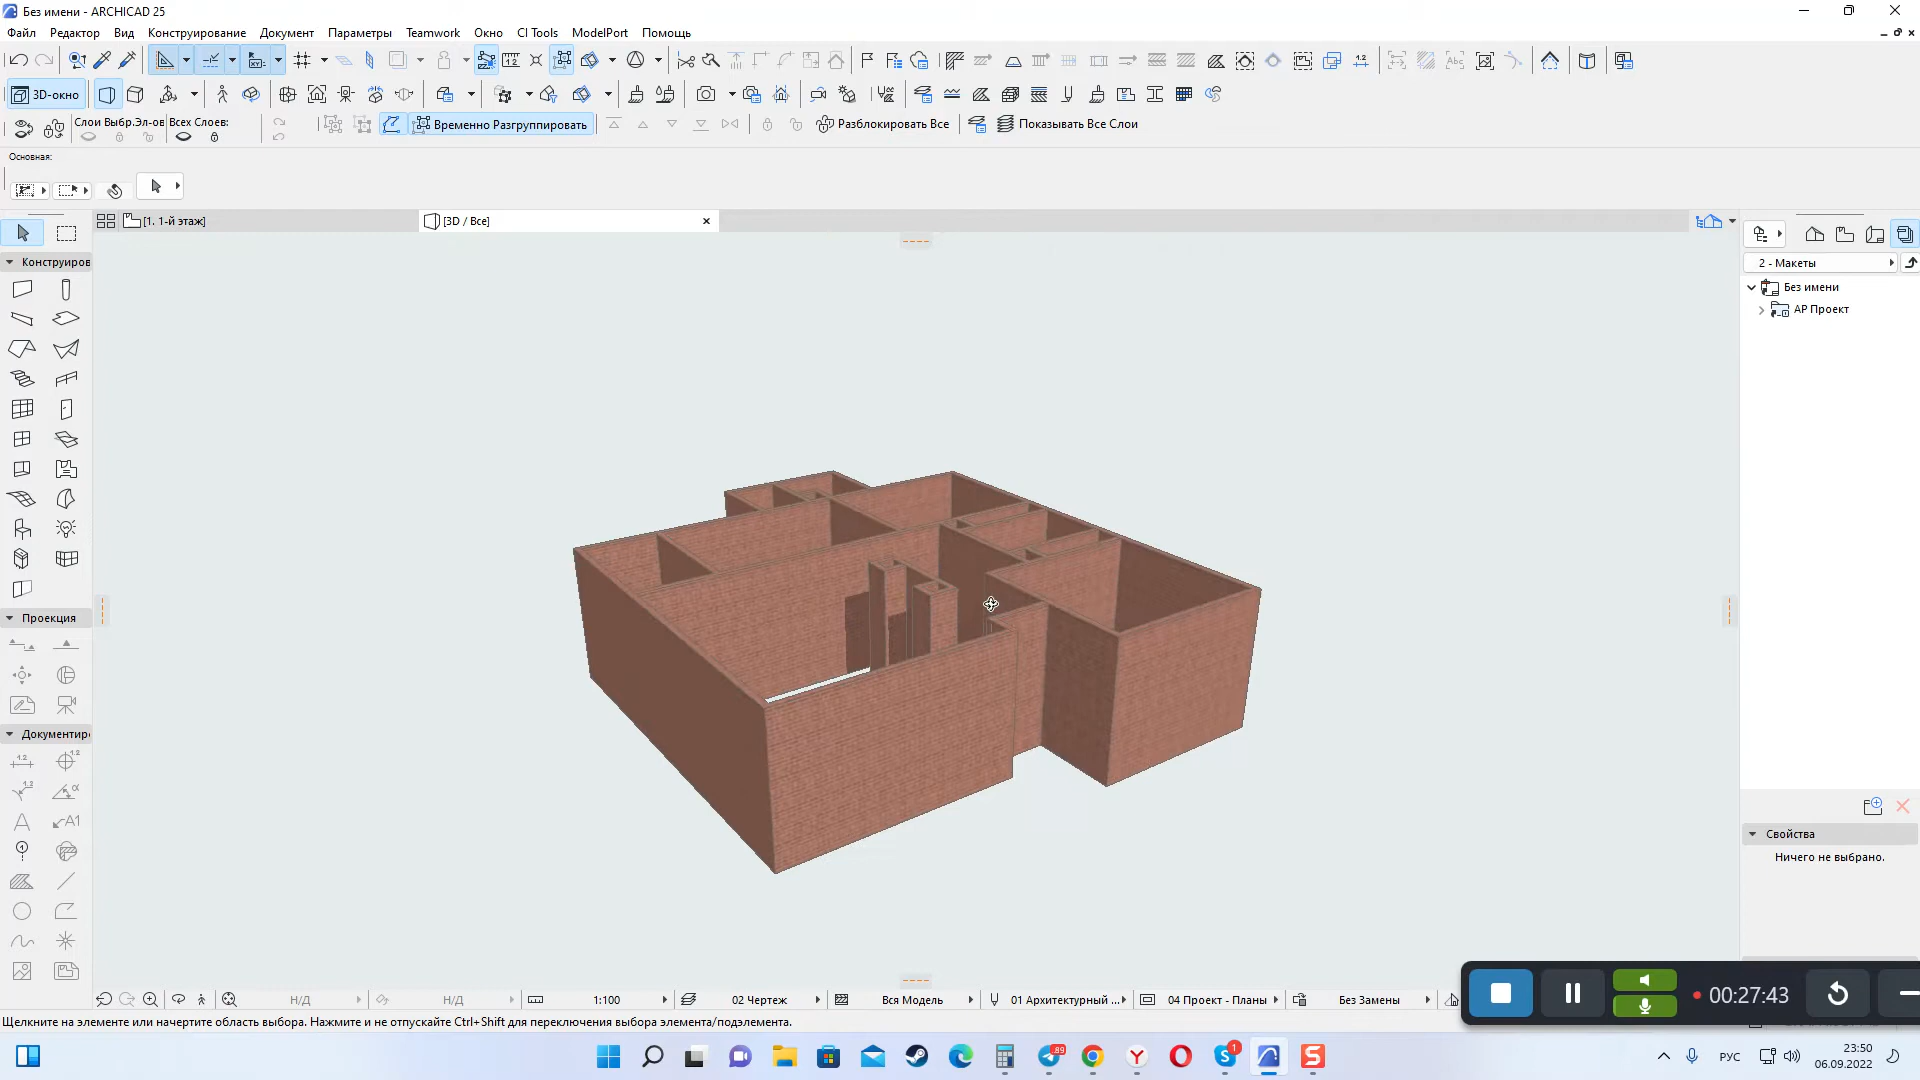 Без имени - ARCHICAD 25
Файл Редактор Вид Конструирование Документ Параметры Teamwork Окно CI Tools ModelPort Помощь
3D-окно
Слои Выбр.Эл-ов Всех Слоев:
Временно Разгруппировать
Разблокировать Все
Показывать Все Слои
Основная:
[1. 1-й этаж]
[3D / Все]
Конструиров
2 - Макеты
Без имени
АР Проект
Проекция
Документир
Свойства
Ничего не выбрано.
Н/Д
Н/Д
1:100
02 Чертеж
Вся Модель
01 Архитектурный ...
04 Проект - Планы
Без Замены
00:27:43
Щелкните на элементе или начертите область выбора. Нажмите и не отпускайте Ctrl+Shift для переключения выбора элемента/подэлемента.
89
1
РУС
23:50
06.09.2022